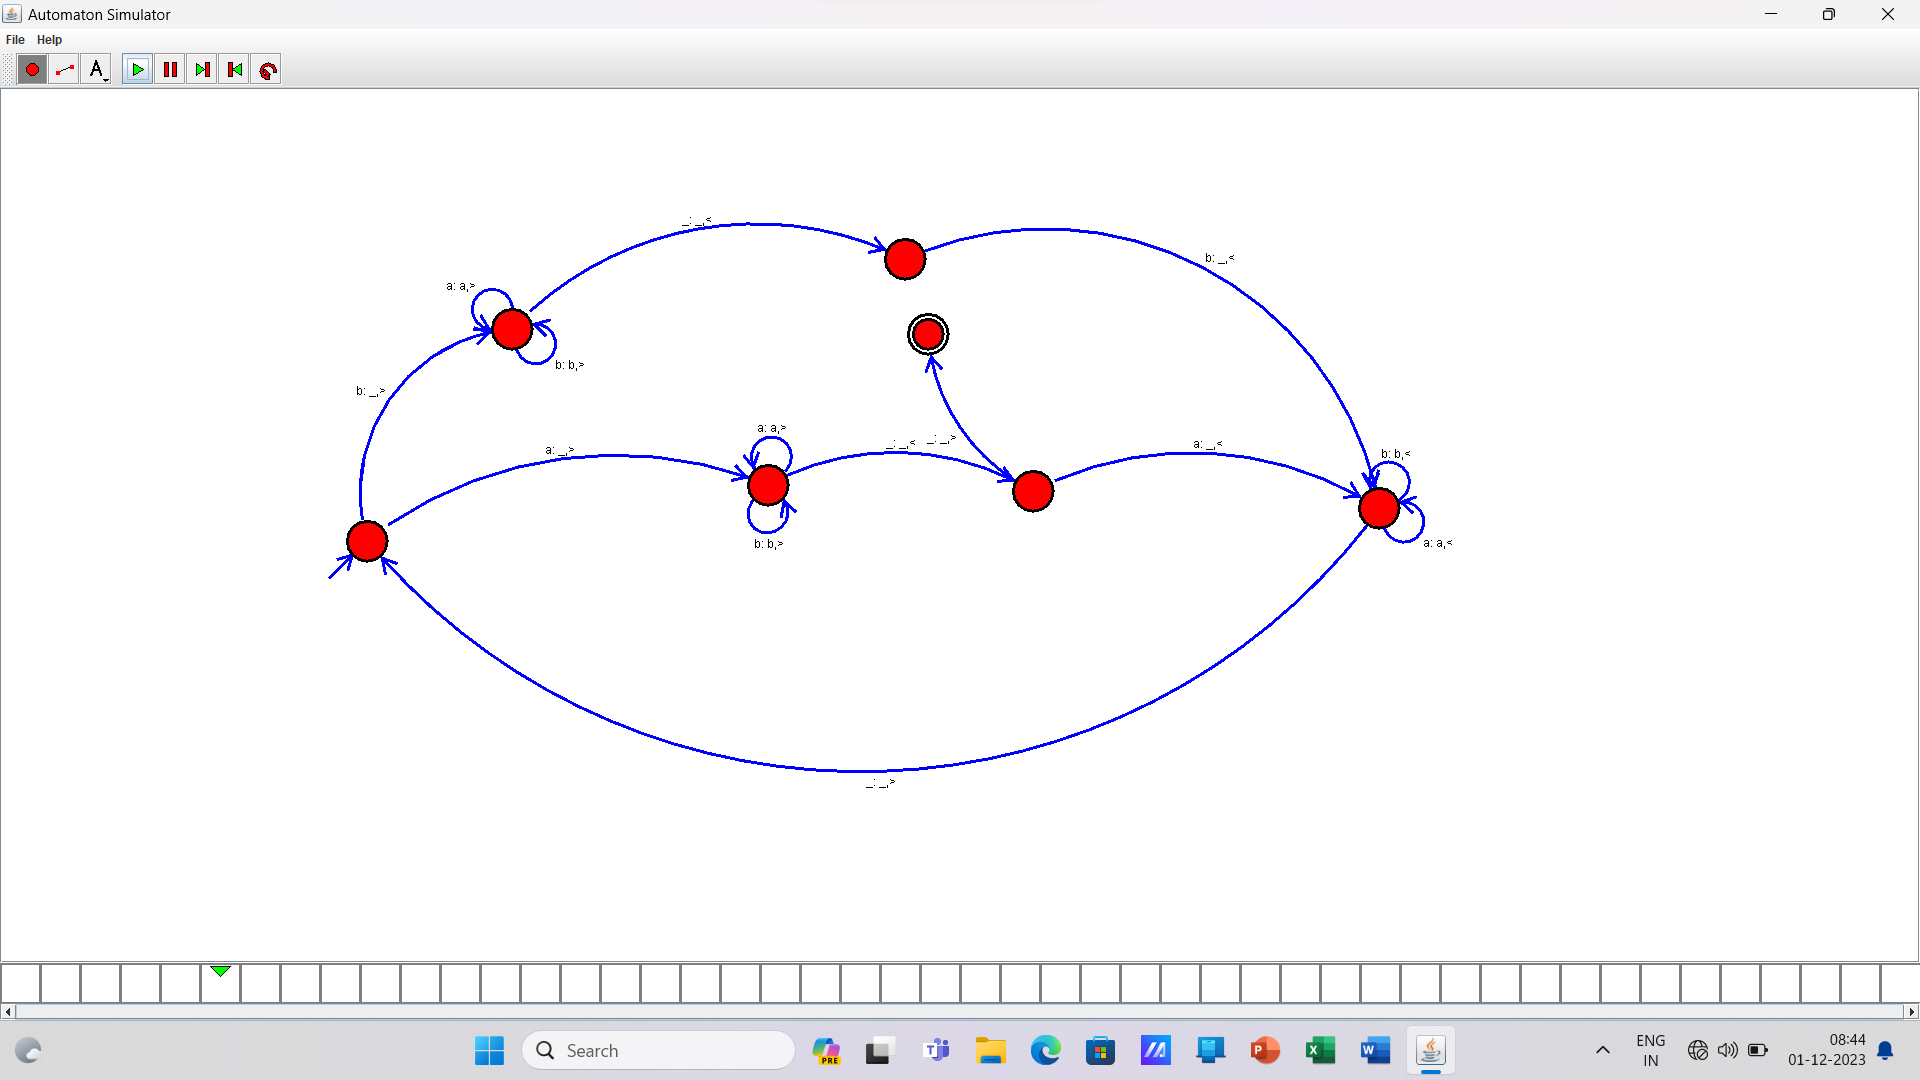 Automaton Simulator
File Help
A
_: _,<
b: _,<
a: a,>
b: b,>
b: _,>
a: a,>
_: _,< _: _,>
a: _,<
a: _,>
b: b,<
b: b,>
a: a,<
_: _,>
Search
PRE
ENG
IN
08:44
01-12-2023